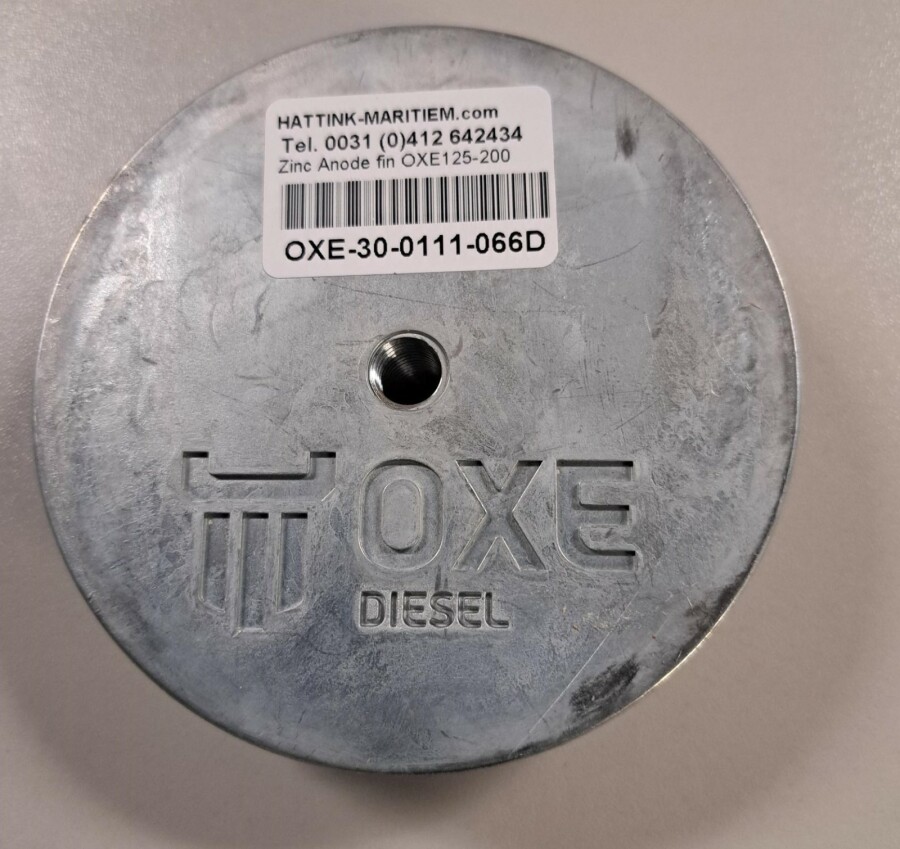 HATTINK-MARITIEM.com
Tel. 0031 (0)412 642434
Zinc Anode fin OXE125-200
OXE-30-0111-066D
OXE
DIESEL